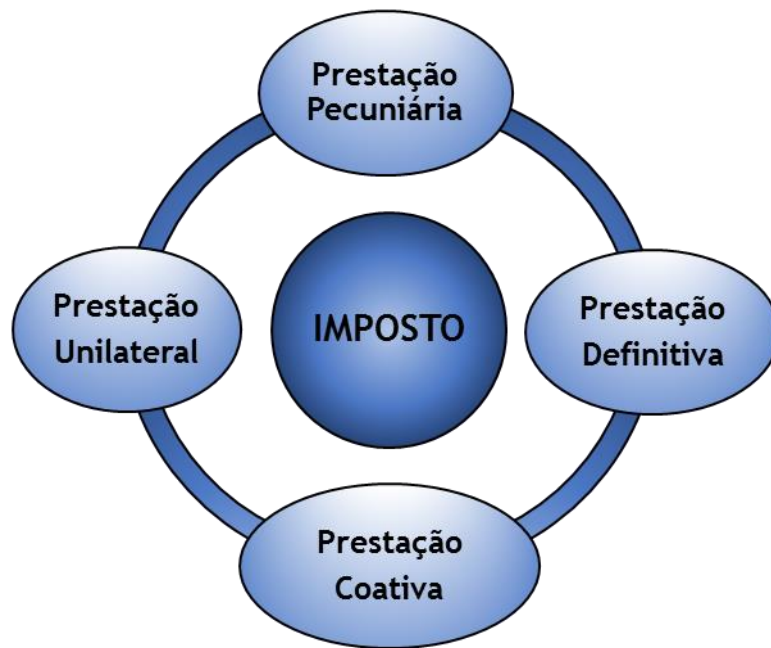 Prestação
Pecuniária
Prestação
Unilateral
IMPOSTO
Prestação
Definitiva
Prestação
Coativa